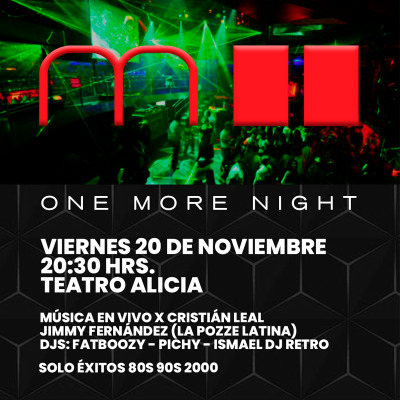 m
ONE MORE NIGHT
VIERNES 20 DE NOVIEMBRE
20:30 HRS.
TEATRO ALICIA
MÚSICA EN VIVO X CRISTIÁN LEAL
JIMMY FERNÁNDEZ (LA POZZE LATINA)
DJS: FATBOOZY - PICHY - ISMAEL DJ RETRO
SOLO ÉXITOS 80S 90S 2000